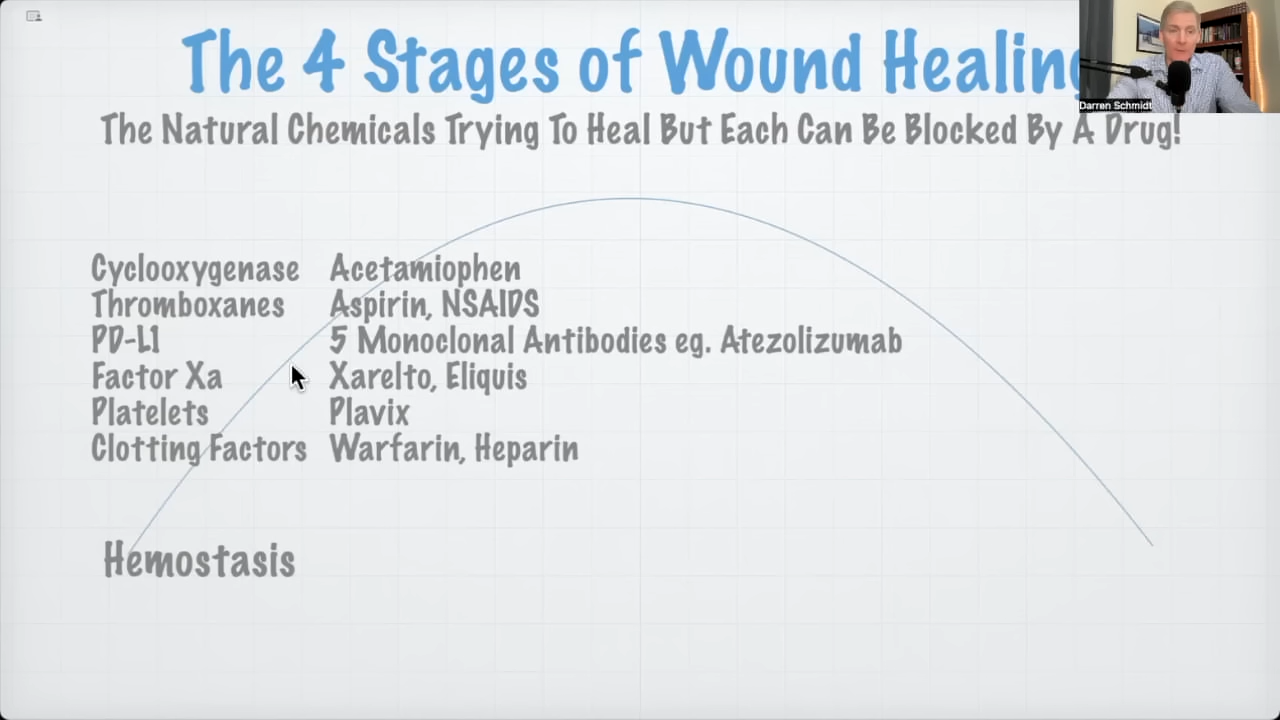 The 4 Stages of Wound Healing
Darren Schmidt
The Natural Chemicals Trying To Heal But Each Can Be Blocked By A Drug!
Cyclooxygenase Acetamiophen
Thromboxanes Aspirin, NSAIDS
PD-L1 5 Monoclonal Antibodies eg. Atezolizumab
Factor Xa Xarelto, Eliquis
Platelets Plavix
Clotting Factors Warfarin, Heparin
Hemostasis